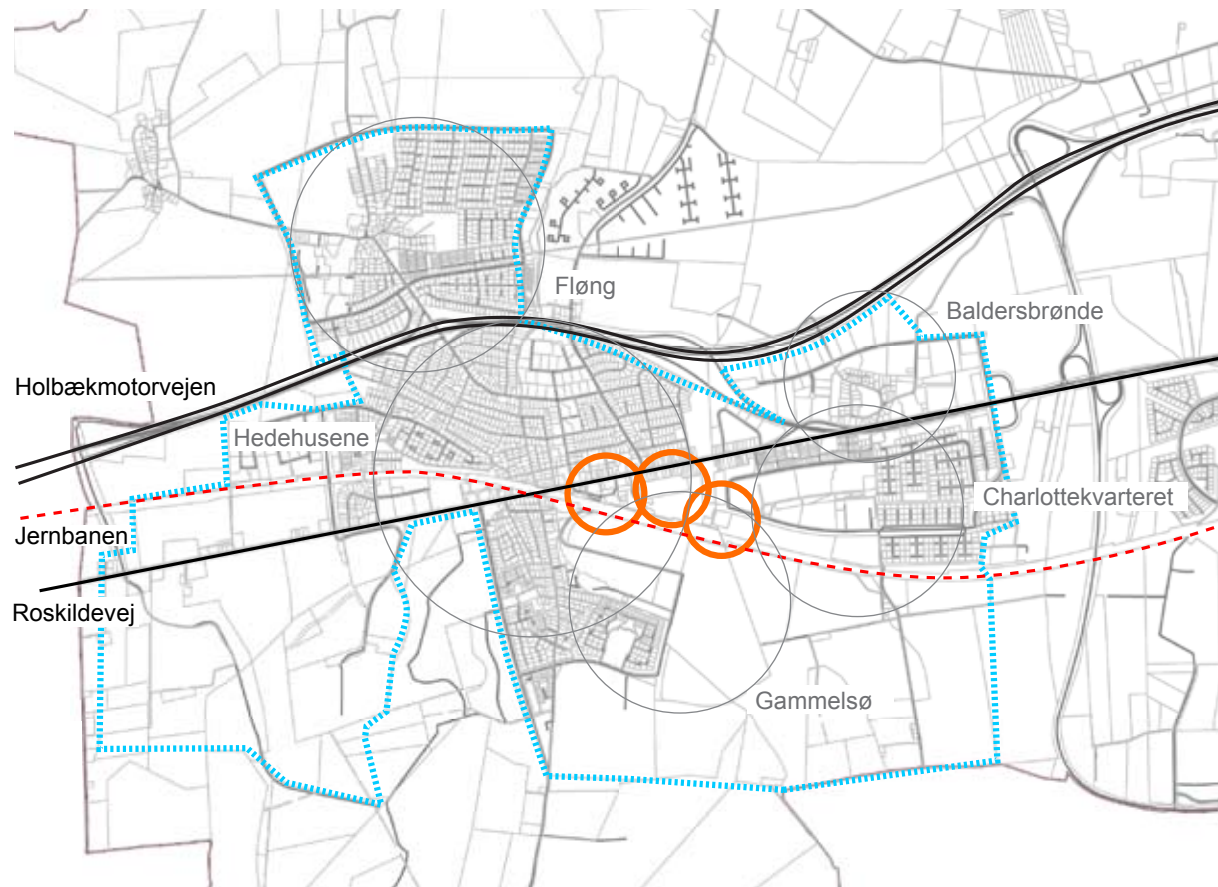 Fløng
Baldersbrønde
Holbækmotorvejen
Hedehusene
Charlottekvarteret
Jernbanen
Roskildevej
Gammelsø